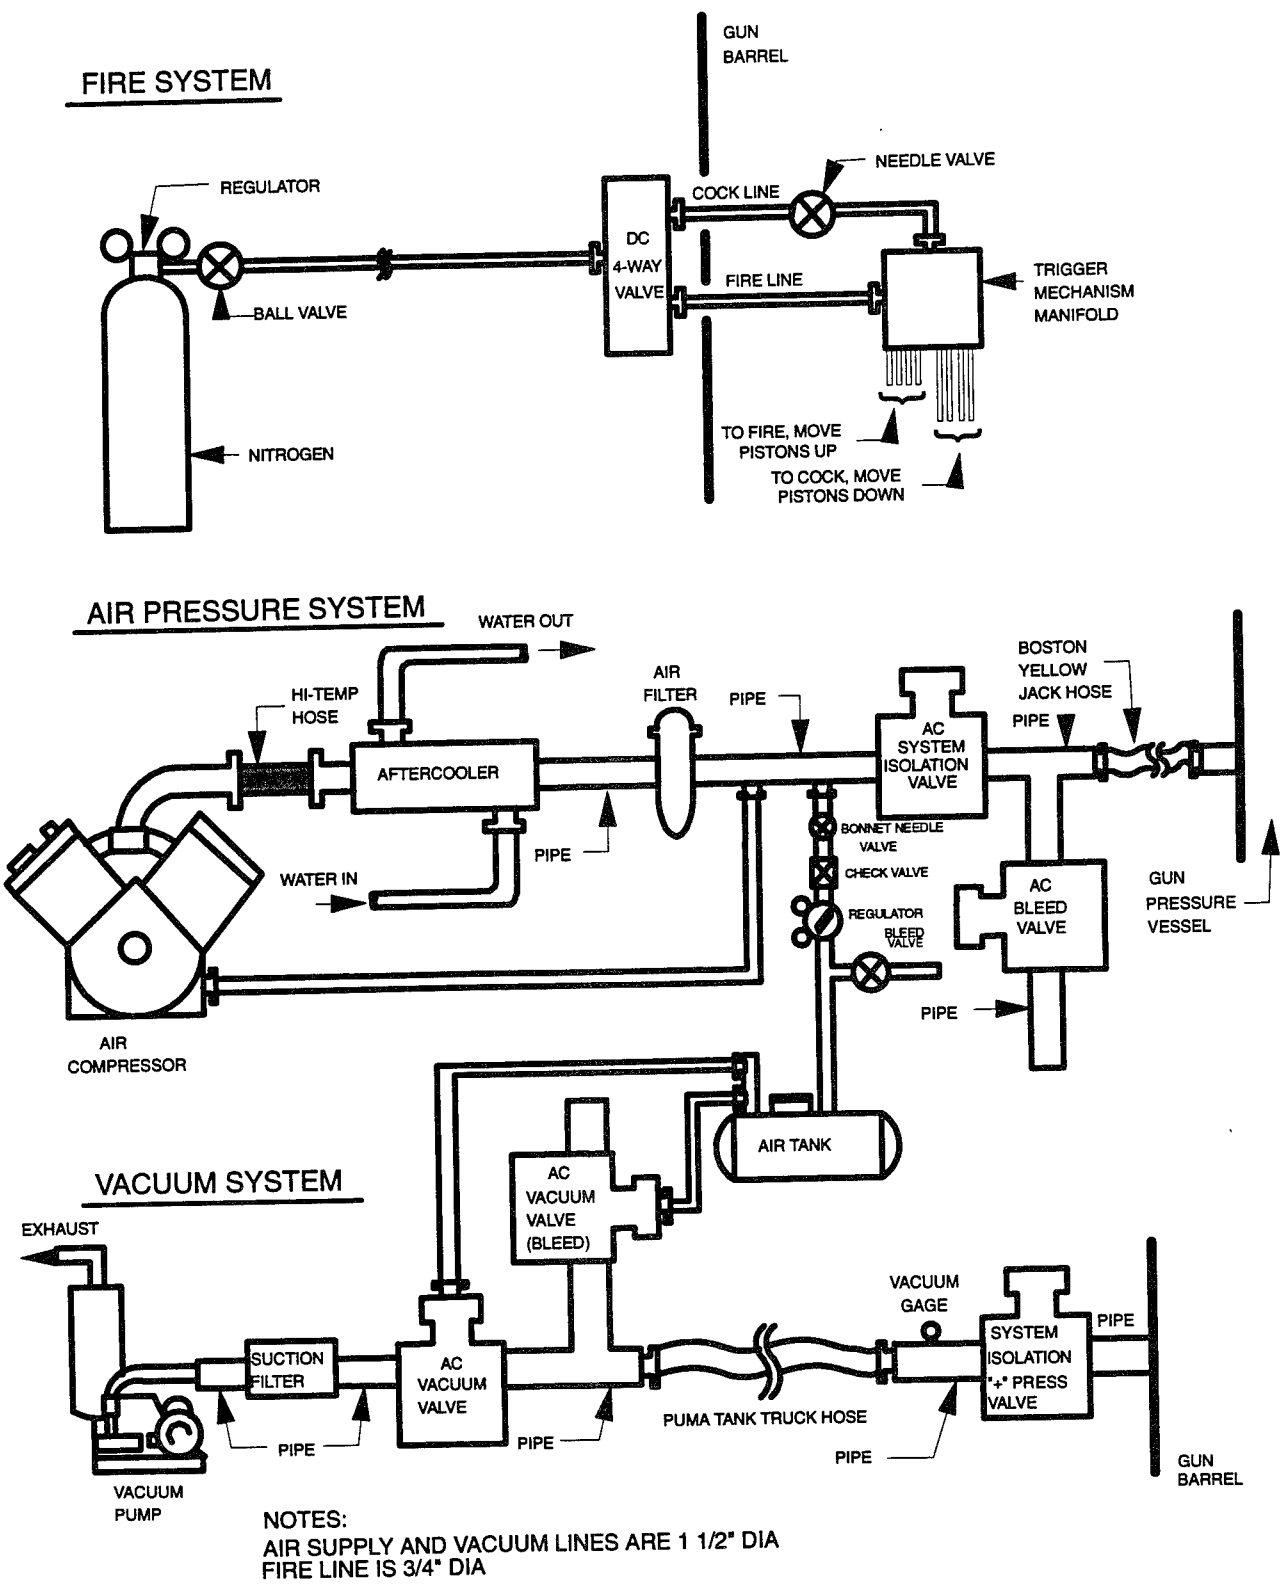 FIRE SYSTEM
GUN
BARREL
REGULATOR
BALL VALVE
NITROGEN
DC
4-WAY
VALVE
COCK LINE
NEEDLE VALVE
FIRE LINE
TRIGGER
MECHANISM
MANIFOLD
TO FIRE, MOVE
PISTONS UP
TO COCK, MOVE
PISTONS DOWN
AIR PRESSURE SYSTEM
WATER OUT
HI-TEMP
HOSE
AFTERCOOLER
WATER IN
PIPE
AIR
FILTER
PIPE
AC
SYSTEM
ISOLATION
VALVE
BOSTON
YELLOW
JACK HOSE
PIPE
BONNET NEEDLE
VALVE
CHECK VALVE
REGULATOR
BLEED
VALVE
AC
BLEED
VALVE
GUN
PRESSURE
VESSEL
PIPE
AIR
COMPRESSOR
AIR TANK
VACUUM SYSTEM
EXHAUST
AC
VACUUM
VALVE
(BLEED)
SUCTION
FILTER
AC
VACUUM
VALVE
PIPE
PIPE
PUMA TANK TRUCK HOSE
VACUUM
GAGE
SYSTEM
ISOLATION
"+" PRESS
VALVE
PIPE
PIPE
GUN
BARREL
VACUUM
PUMP
NOTES:
AIR SUPPLY AND VACUUM LINES ARE 1 1/2" DIA
FIRE LINE IS 3/4" DIA